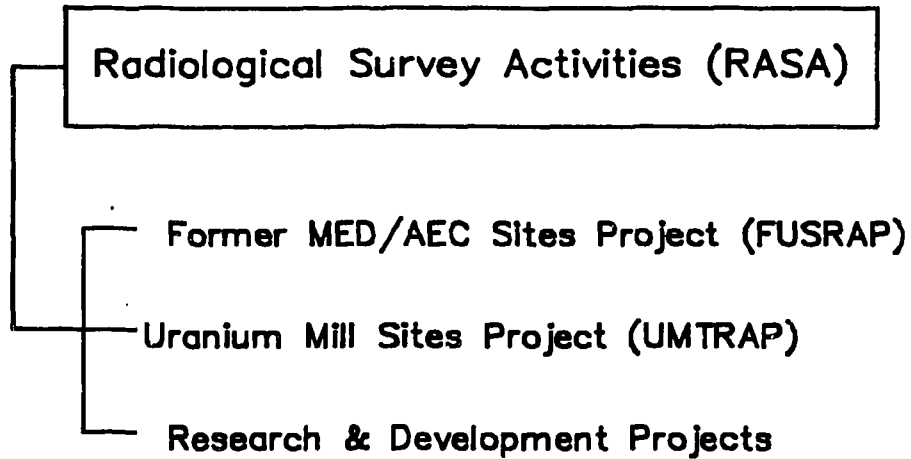 Radiological Survey Activities (RASA)
Former MED/AEC Sites Project (FUSRAP)
Uranium Mill Sites Project (UMTRAP)
Research & Development Projects